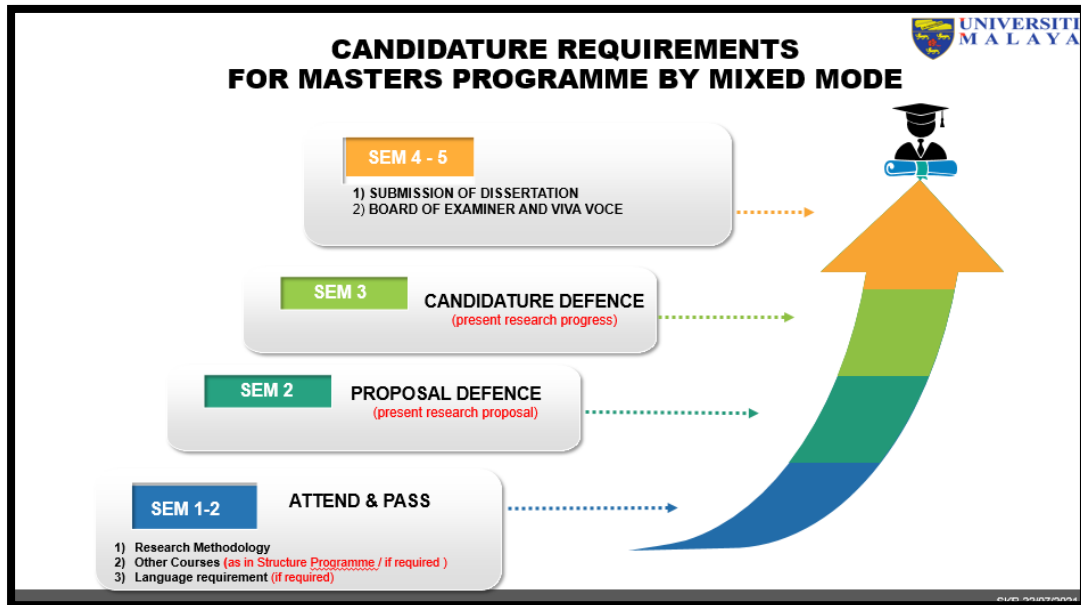 UNIVERSITI
MALAYA
CANDIDATURE REQUIREMENTS
FOR MASTERS PROGRAMME BY MIXED MODE
SEM 4 - 5
1) SUBMISSION OF DISSERTATION
2) BOARD OF EXAMINER AND VIVA VOCE
SEM 3
CANDIDATURE DEFENCE
(present research progress)
SEM 2
PROPOSAL DEFENCE
(present research proposal)
SEM 1-2
ATTEND & PASS
1) Research Methodology
2) Other Courses (as in Structure Programme / if required )
3) Language requirement (if required)